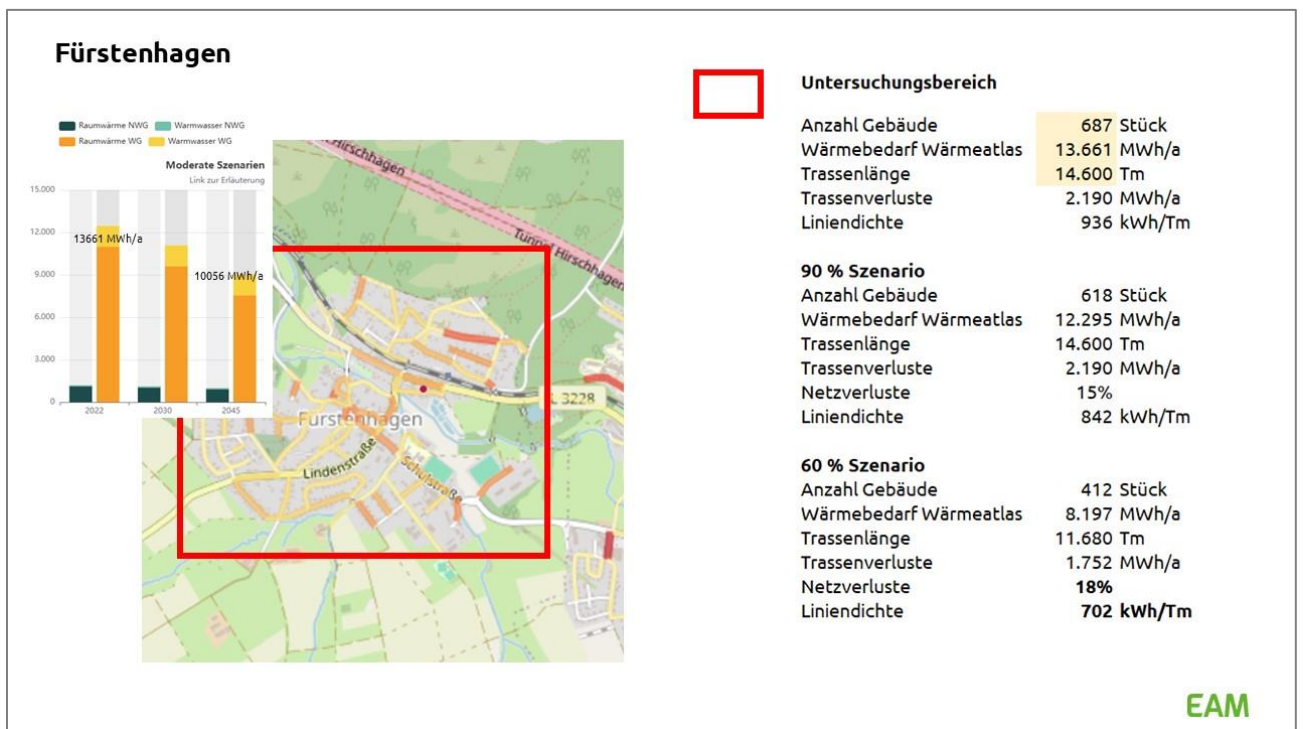 Fürstenhagen
Raumwärme NWG Warmwasser NWG
Raumwärme WG Warmwasser WG
Moderate Szenarien
Link zur Erläuterung
15.000
12.000
9.000
6.000
3.000
0
13661 MWh/a
10056 MWh/a
2022 2030 2045
Hirschhagen
Tunnel Hirschhagen
L 3228
Fürstenhagen
Lindenstraße
Schulstraße
Untersuchungsbereich
Anzahl Gebäude 687 Stück
Wärmebedarf Wärmeatlas 13.661 MWh/a
Trassenlänge 14.600 Tm
Trassenverluste 2.190 MWh/a
Liniendichte 936 kWh/Tm
90 % Szenario
Anzahl Gebäude 618 Stück
Wärmebedarf Wärmeatlas 12.295 MWh/a
Trassenlänge 14.600 Tm
Trassenverluste 2.190 MWh/a
Netzverluste 15%
Liniendichte 842 kWh/Tm
60 % Szenario
Anzahl Gebäude 412 Stück
Wärmebedarf Wärmeatlas 8.197 MWh/a
Trassenlänge 11.680 Tm
Trassenverluste 1.752 MWh/a
Netzverluste 18%
Liniendichte 702 kWh/Tm
EAM